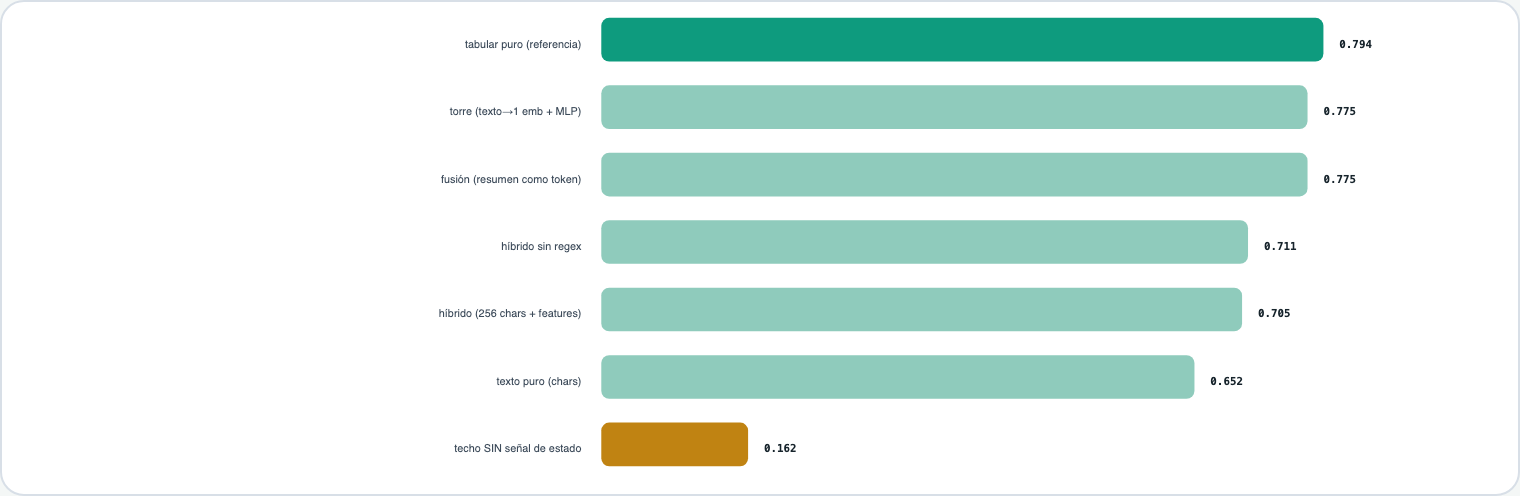 tabular puro (referencia) 0.794
torre (texto→1 emb + MLP) 0.775
fusión (resumen como token) 0.775
híbrido sin regex 0.711
híbrido (256 chars + features) 0.705
texto puro (chars) 0.652
techo SIN señal de estado 0.162